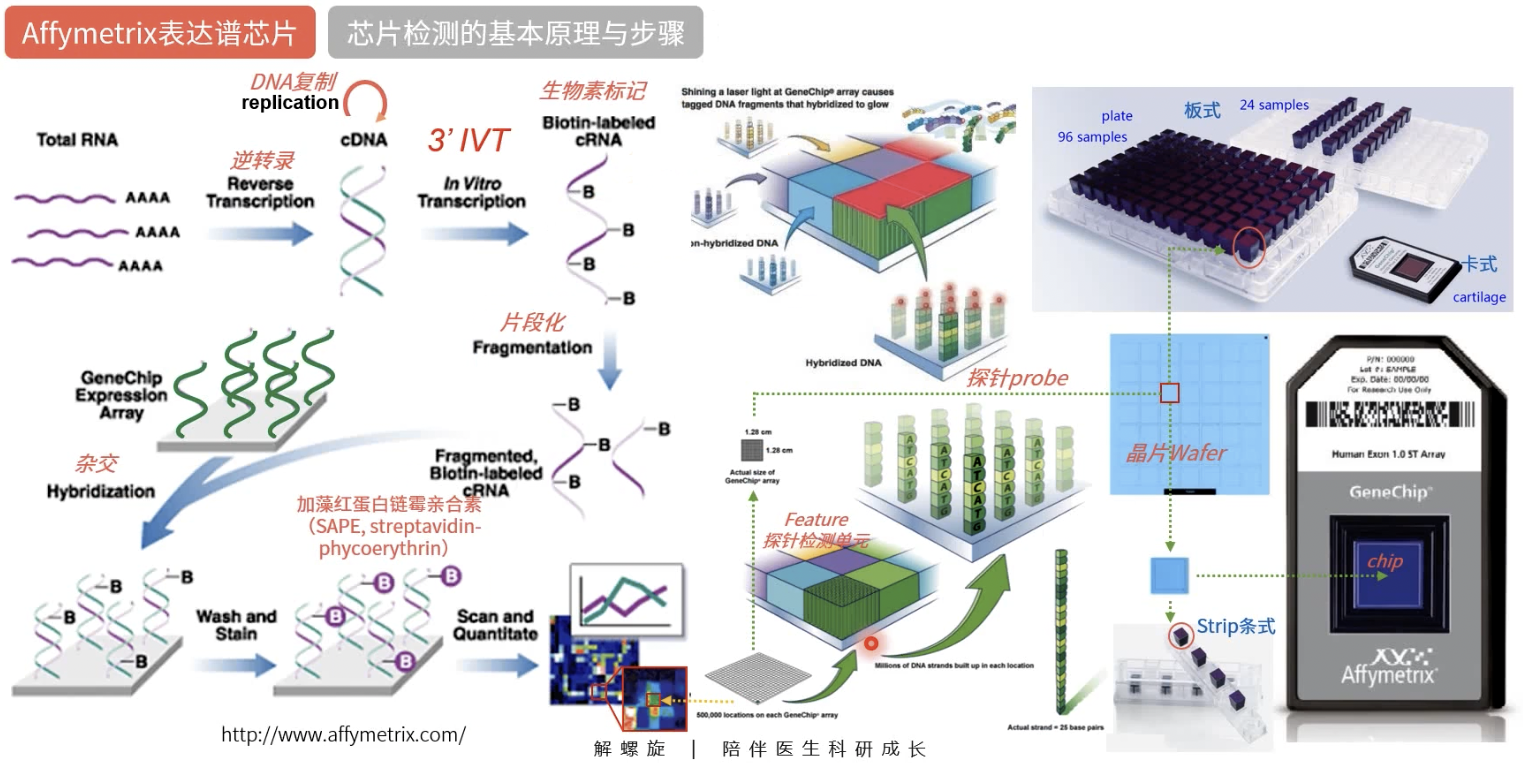 Affymetrix表达谱芯片
芯片检测的基本原理与步骤
DNA复制
replication
Total RNA
cDNA
AAAA
AAAA
AAAA
逆转录
Reverse
Transcription
3’ IVT
In Vitro
Transcription
生物素标记
Biotin-labeled
cRNA
B
B
B
B
片段化
Fragmentation
B
B
B
B
Fragmented,
Biotin-labeled
cRNA
GeneChip
Expression
Array
杂交
Hybridization
B
B
B
B
Wash and
Stain
加藻红蛋白链霉亲合素
（SAPE, streptavidin-
phycoerythrin）
B
B
B
B
Scan and
Quantitate
http://www.affymetrix.com/
Shining a laser light at GeneChip® array causes
tagged DNA fragments that hybridized to glow
on-hybridized DNA
Hybridized DNA
探针probe
1.28 cm
1.28 cm
Actual size of
GeneChip® array
Feature
探针检测单元
A T C A T G
A T C A T G
A T C A T G
A T C A T G
A T C A T G
Millions of DNA strands built up in each location
500,000 locations on each GeneChip® array
Actual strand = 25 base pairs
plate
96 samples
板式
24 samples
卡式
cartilage
晶片Wafer
Strip条式
P/N: 000000
Lot #: SAMPLE
Exp. Date: 00/00/00
For Research Use Only
Human Exon 1.0 ST Array
GeneChip®
chip
Affymetrix®
解螺旋 | 陪伴医生科研成长